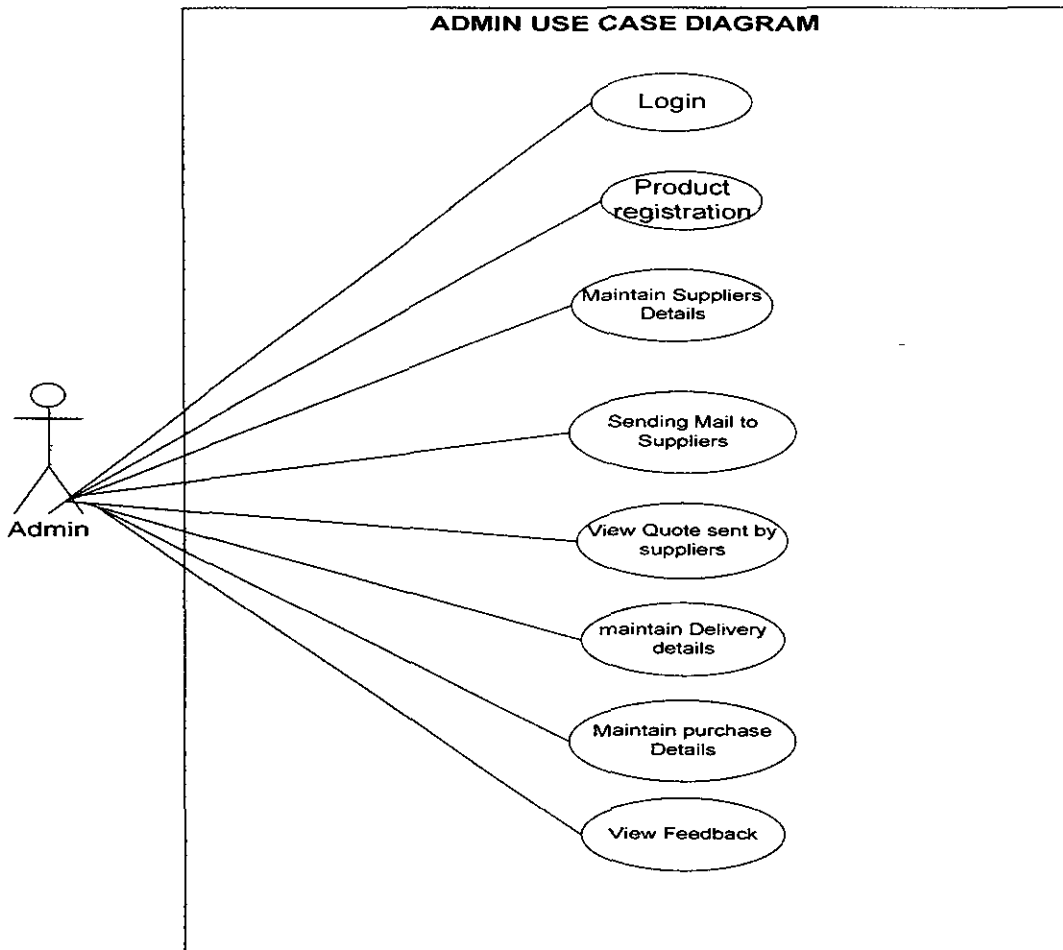 ADMIN USE CASE DIAGRAM
Login
Product
registration
Maintain Suppliers
Details
Sending Mail to
Suppliers
Admin
View Quote sent by
suppliers
maintain Delivery
details
Maintain purchase
Details
View Feedback